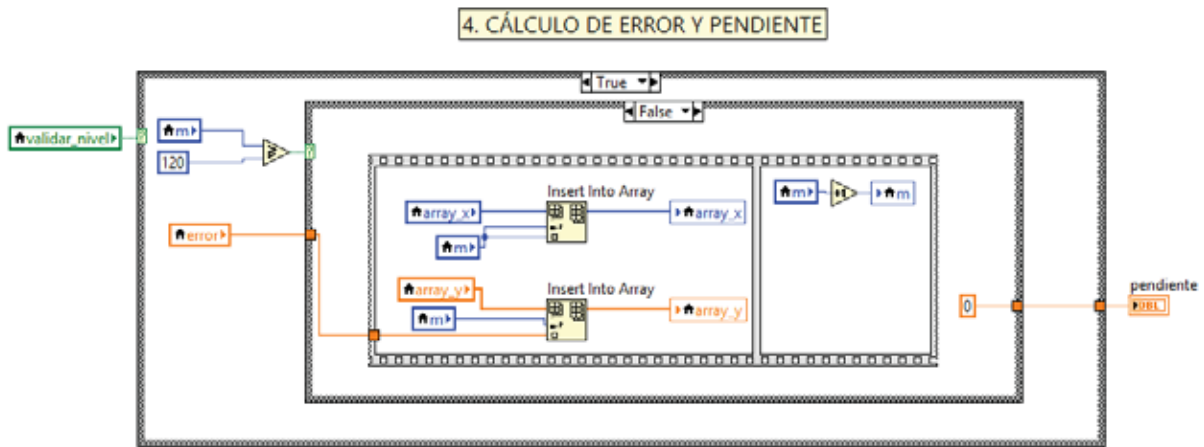 4. CÁLCULO DE ERROR Y PENDIENTE
True
False
validar_nivel
m
120
error
Insert Into Array
array_x
array_x
m
Insert Into Array
array_y
array_y
m
m
m
0
pendiente
DBL